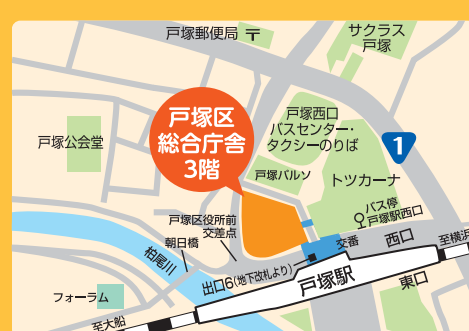 戸塚郵便局 〒
サクラス
戸塚
戸塚区
総合庁舎
3階
戸塚西口
バスセンター・
タクシーのりば
1
戸塚公会堂
戸塚パルソ
トツカーナ
バス停
戸塚駅西口
戸塚区役所前
交差点
朝日橋
柏尾川
交番
西口
至横浜
出口6(地下改札より)
戸塚駅
東口
フォーラム
至大船